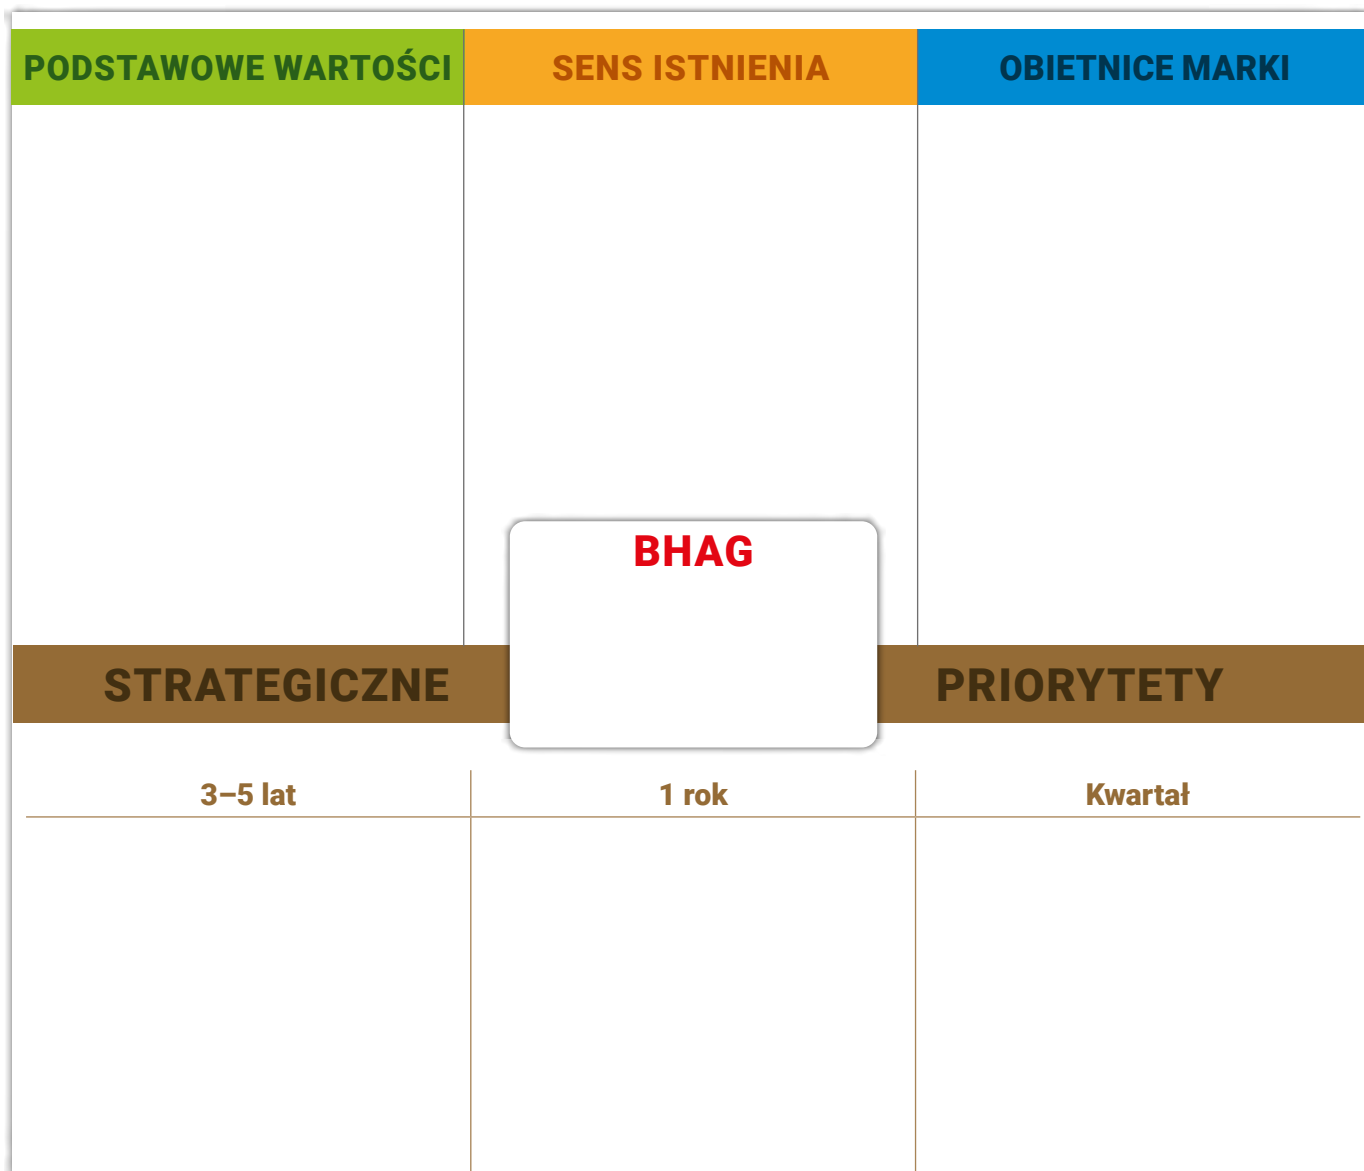 PODSTAWOWE WARTOŚCI
SENS ISTNIENIA
OBIETNICE MARKI
BHAG
STRATEGICZNE PRIORYTETY
3–5 lat
1 rok
Kwartał